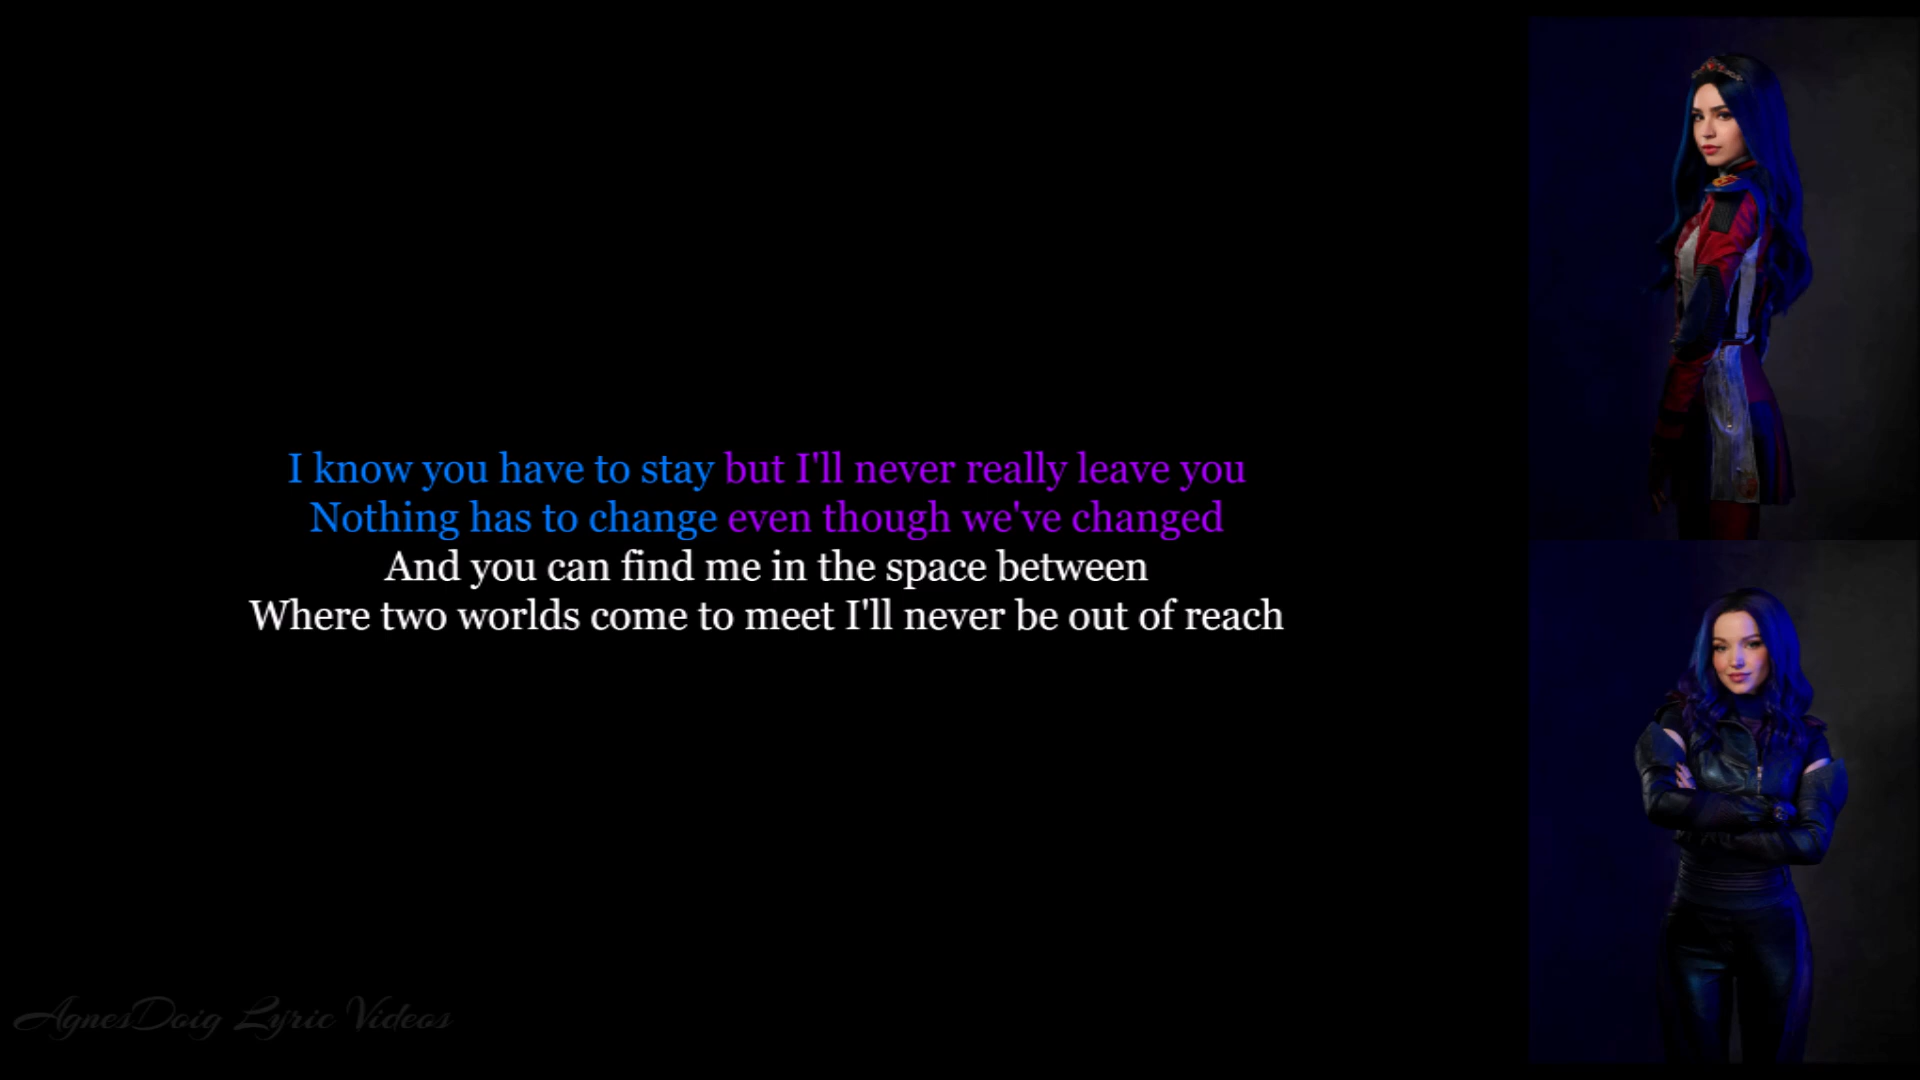 I know you have to stay but I'll never really leave you
Nothing has to change even though we've changed
And you can find me in the space between
Where two worlds come to meet I'll never be out of reach
AgnesDoig Lyric Videos